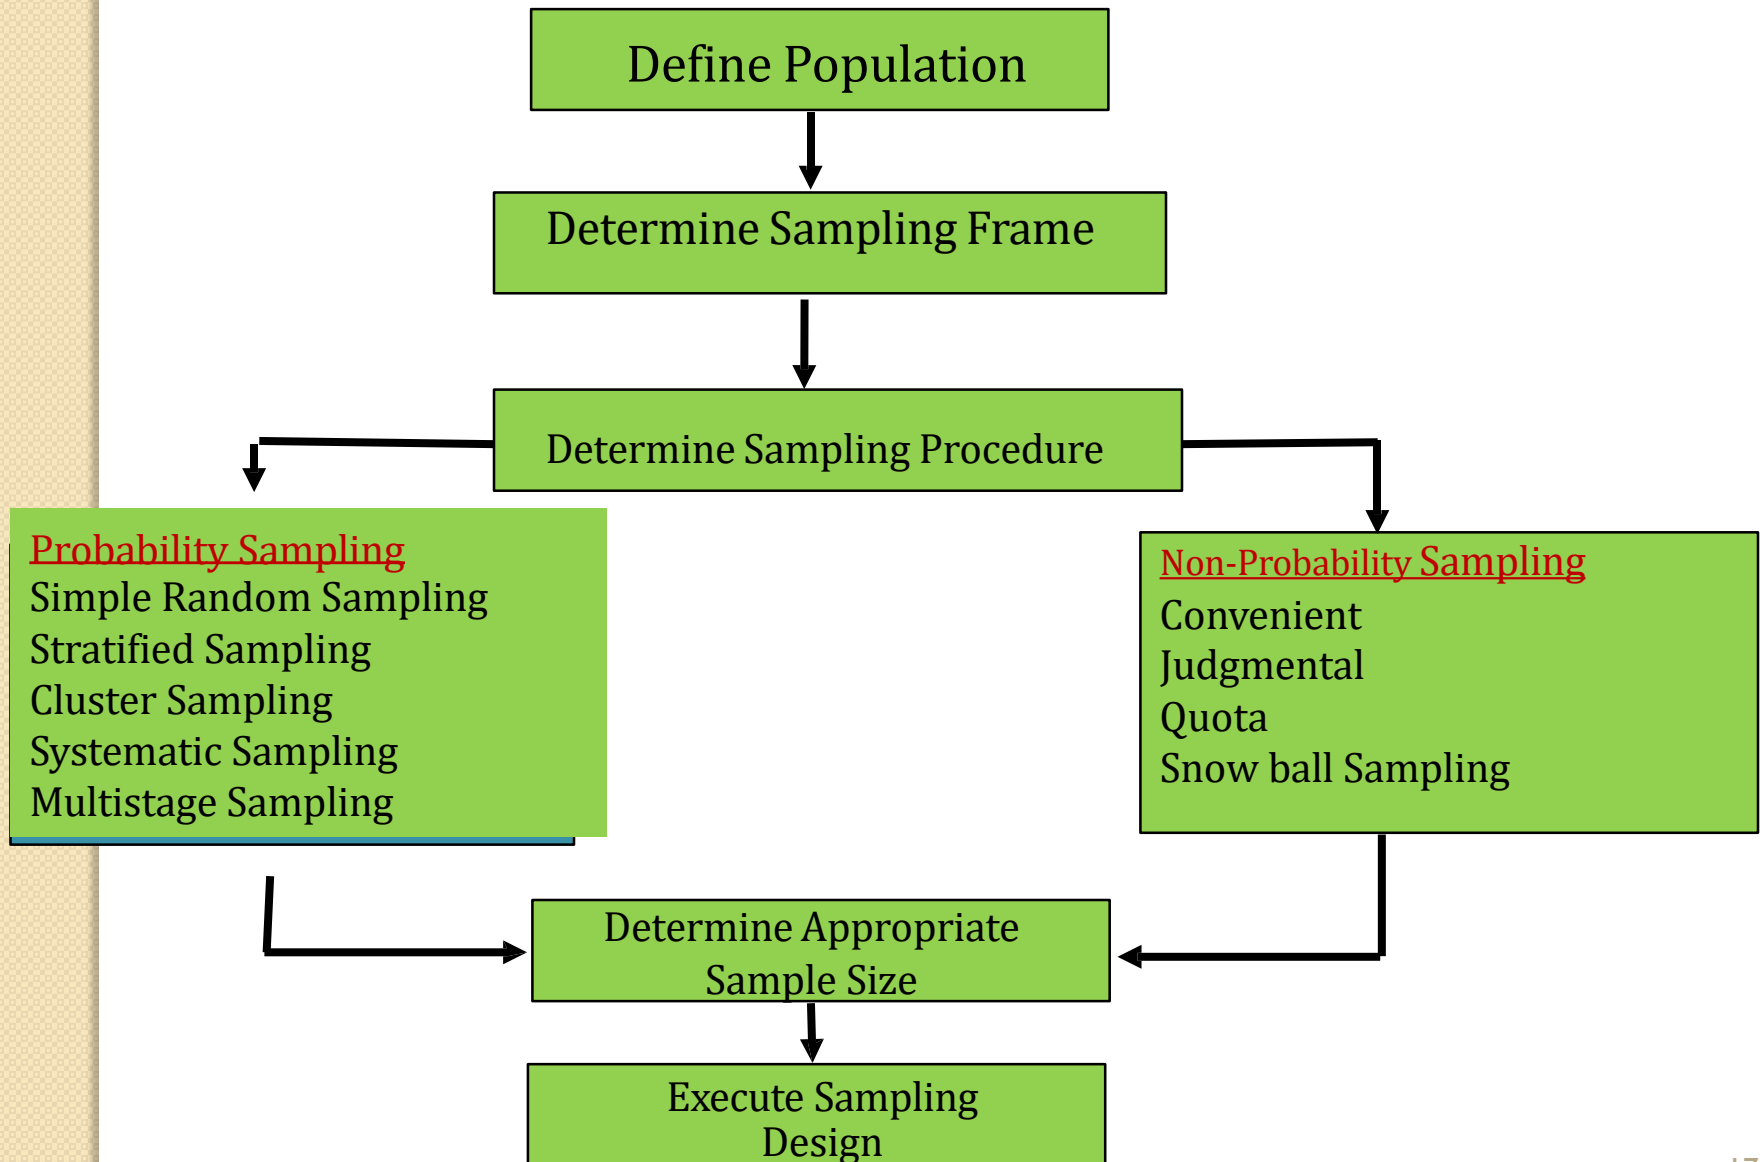 Define Population
Determine Sampling Frame
Determine Sampling Procedure
Probability Sampling
Simple Random Sampling
Stratified Sampling
Cluster Sampling
Systematic Sampling
Multistage Sampling
Non-Probability Sampling
Convenient
Judgmental
Quota
Snow ball Sampling
Determine Appropriate
Sample Size
Execute Sampling
Design